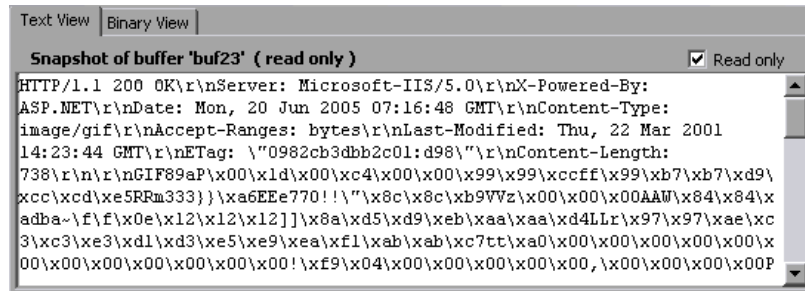 Text View Binary View
Snapshot of buffer 'buf23' ( read only ) Read only
HTTP/1.1 200 OK\r\nServer: Microsoft-IIS/5.0\r\nX-Powered-By:
ASP.NET\r\nDate: Mon, 20 Jun 2005 07:16:48 GMT\r\nContent-Type:
image/gif\r\nAccept-Ranges: bytes\r\nLast-Modified: Thu, 22 Mar 2001
14:23:44 GMT\r\nETag: \"0982cb3dbb2c01:d98\"\r\nContent-Length:
738\r\n\r\nGIF89aP\x00\x1d\x00\xc4\x00\x00\x99\x99\xccff\x99\xb7\xb7\xd9\
xcc\xcd\xe5RRm333}}\xa6EEe770!!\"\x8c\x8c\xb9VVz\x00\x00\x00AAW\x84\x84\x
adba~\f\f\x0e\x12\x12\x12]]\x8a\xd5\xd9\xeb\xaa\xaa\xd4LLr\x97\x97\xae\xc
3\xc3\xe3\xd1\xd3\xe5\xe9\xea\xf1\xab\xab\xc7tt\xa0\x00\x00\x00\x00\x00\x
00\x00\x00\x00\x00\x00\x00!\xf9\x04\x00\x00\x00\x00\x00,\x00\x00\x00\x00P